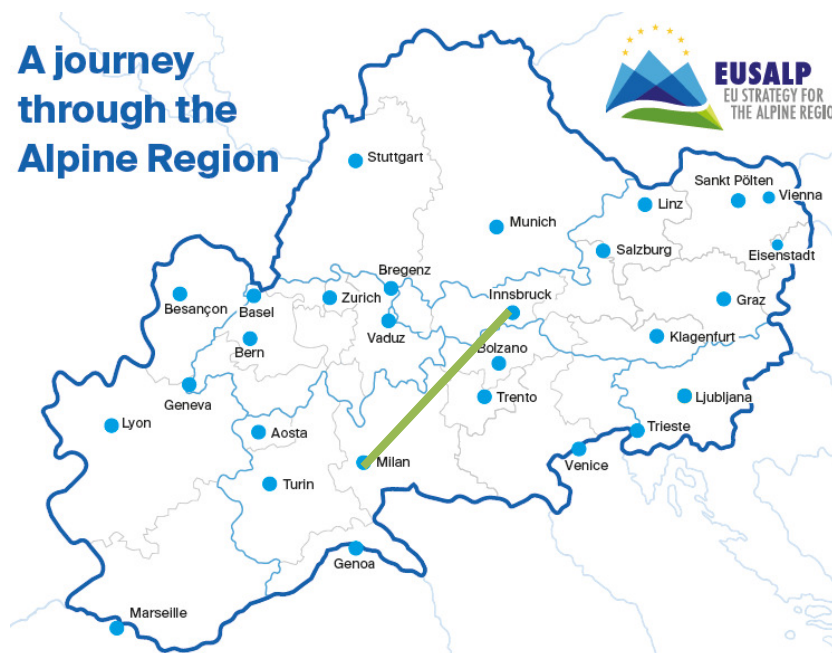 A journey
through the
Alpine Region
EUSALP
EU STRATEGY FOR
THE ALPINE REGIO
Stuttgart
Sankt Pölten
Vienna
Linz
Munich
Salzburg
Eisenstadt
Bregenz
Innsbruck
Besançon
Basel
Zurich
Graz
Vaduz
Bern
Klagenfurt
Bolzano
Geneva
Trento
Ljubljana
Lyon
Aosta
Trieste
Milan
Venice
Turin
Genoa
Marseille